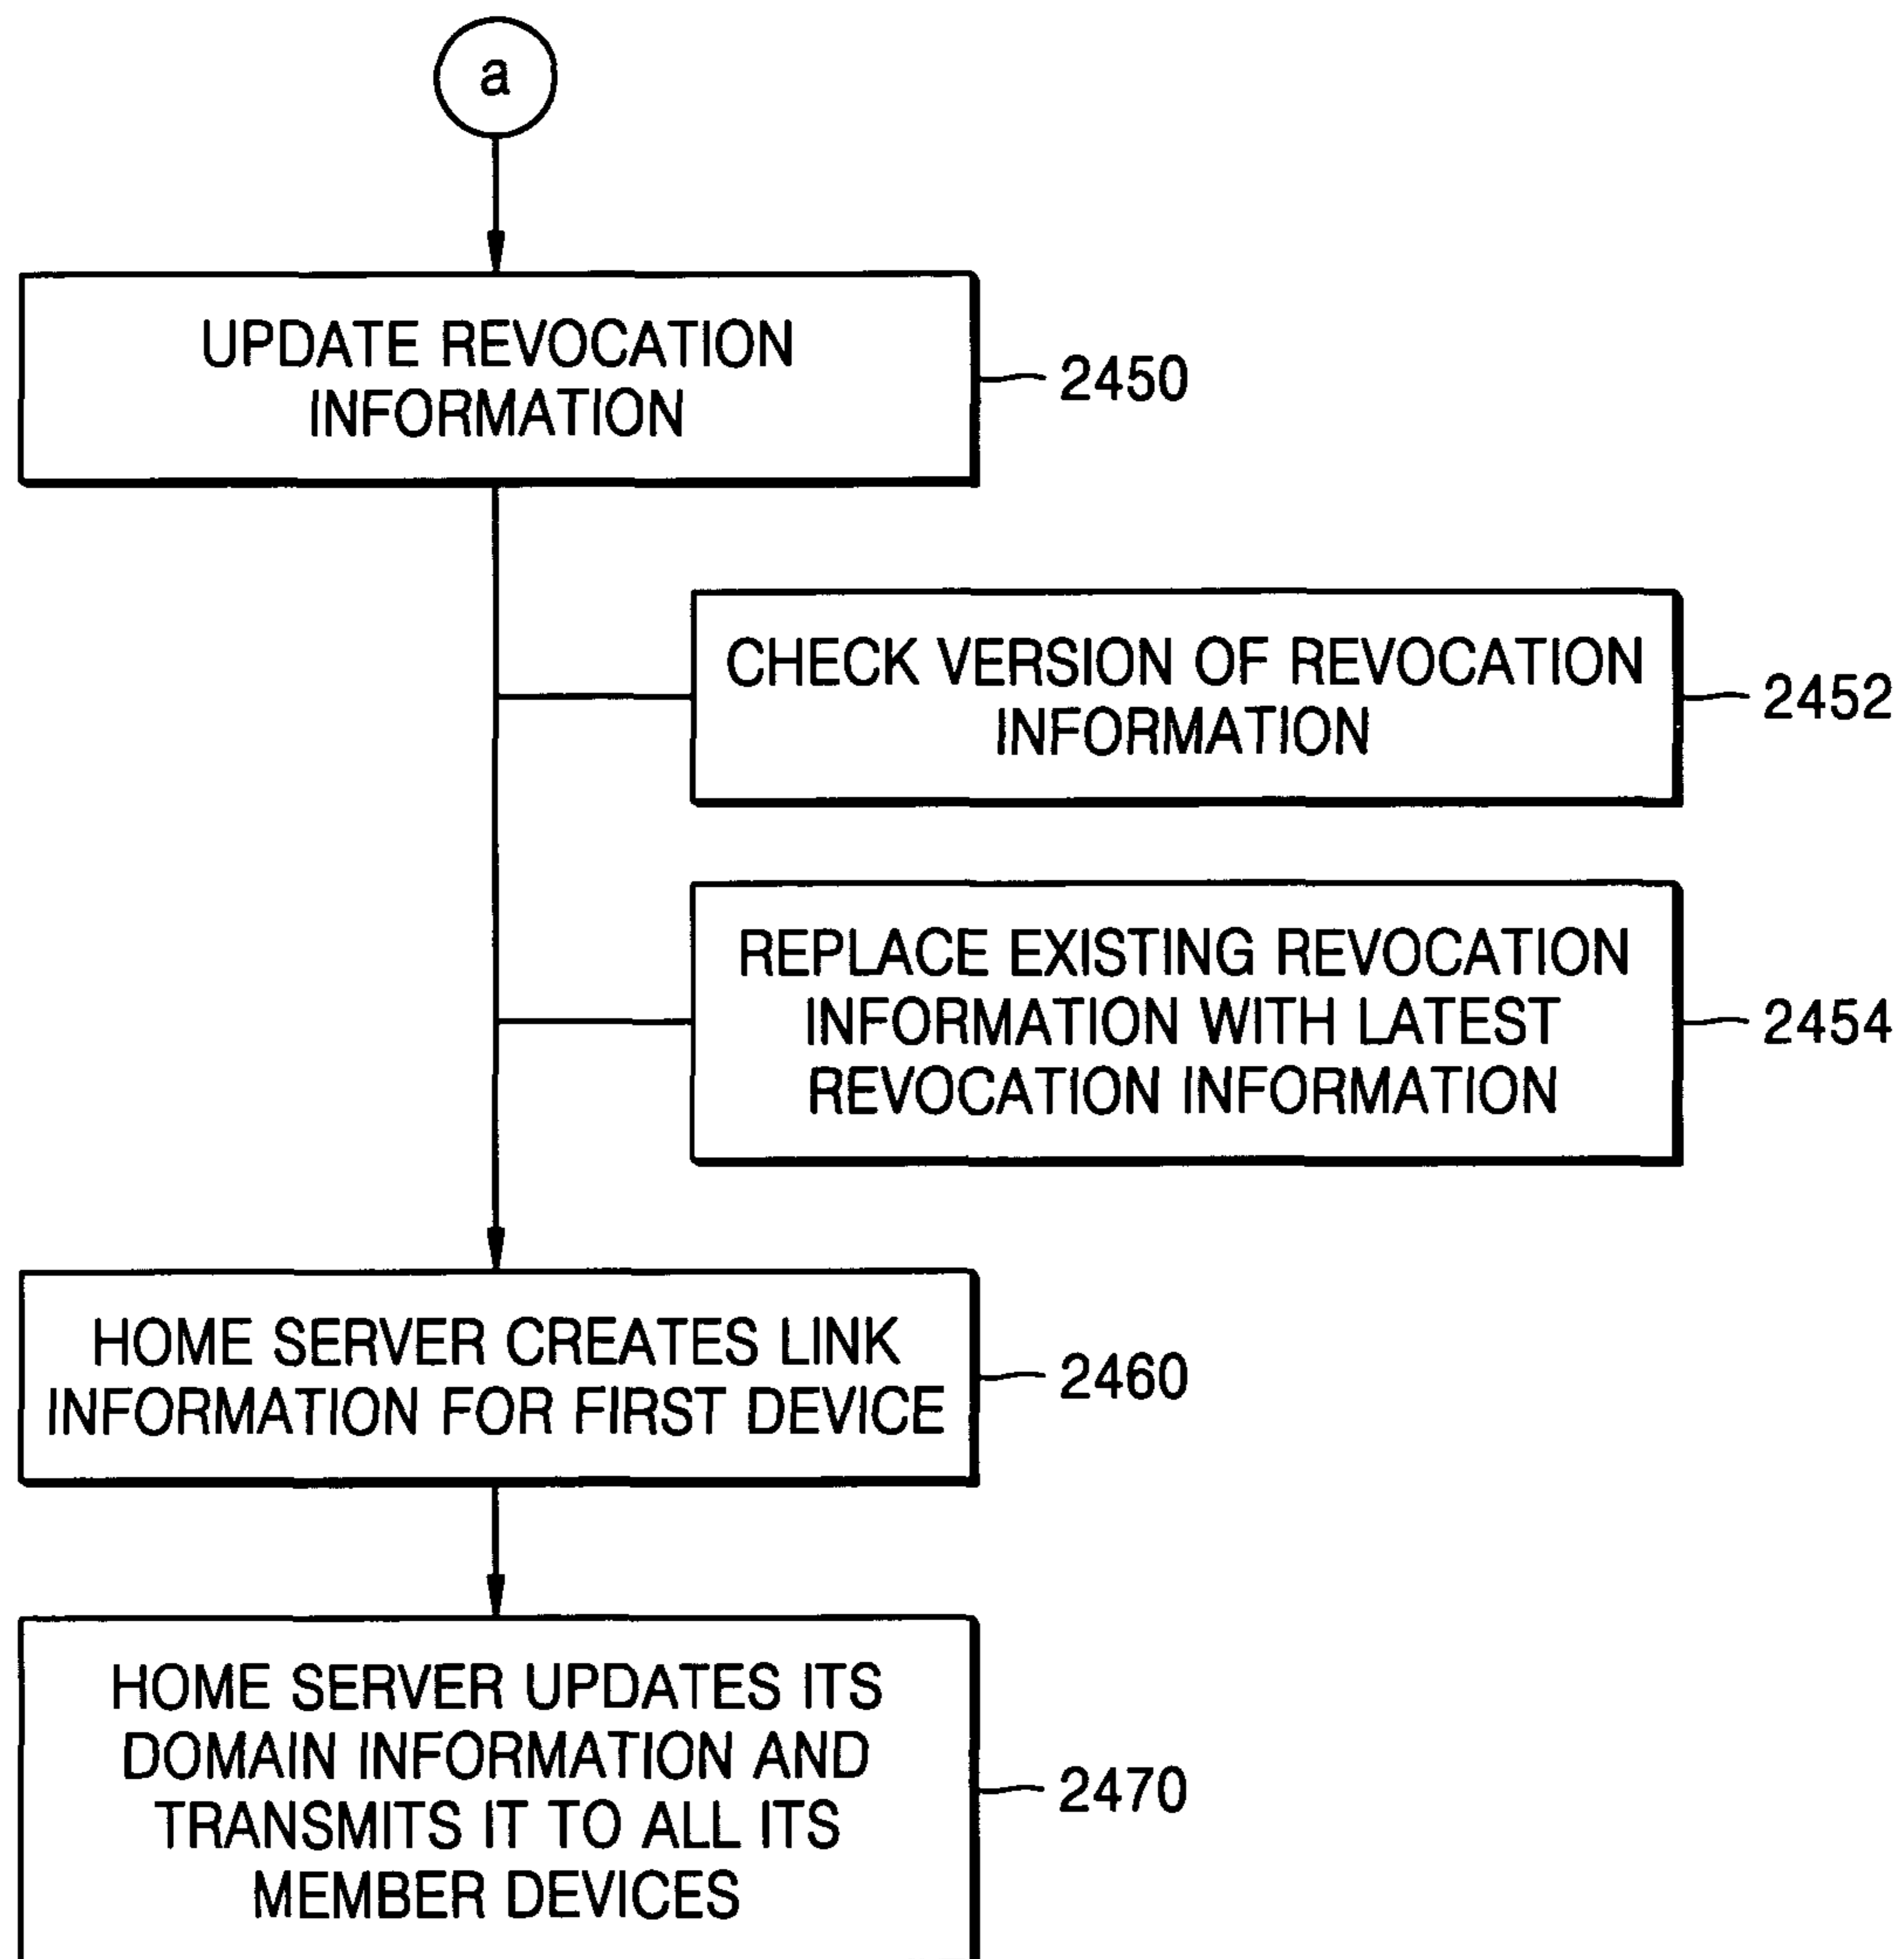 a
UPDATE REVOCATION
INFORMATION
2450
CHECK VERSION OF REVOCATION
INFORMATION
2452
REPLACE EXISTING REVOCATION
INFORMATION WITH LATEST
REVOCATION INFORMATION
2454
HOME SERVER CREATES LINK
INFORMATION FOR FIRST DEVICE
2460
HOME SERVER UPDATES ITS
DOMAIN INFORMATION AND
TRANSMITS IT TO ALL ITS
MEMBER DEVICES
2470